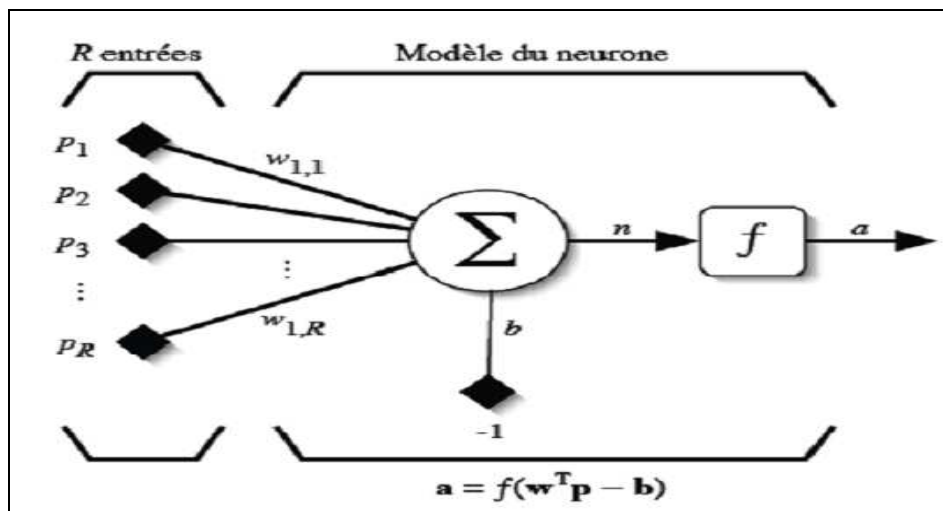 R entrées
Modèle du neurone
p1
w1,1
p2
p3
Σ
n
f
a
⋮
⋮
w1,R
b
pR
-1
a = f(wᵀp − b)